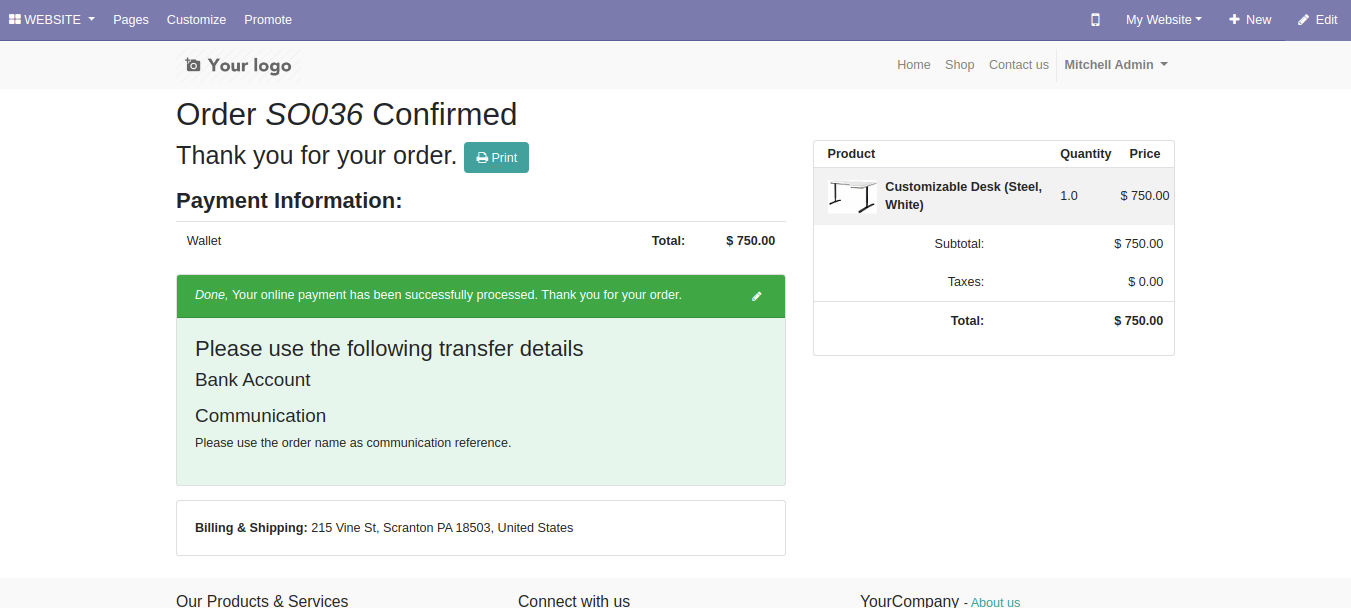 WEBSITE Pages Customize Promote My Website New Edit
Your logo Home Shop Contact us Mitchell Admin
Order SO036 Confirmed
Thank you for your order. Print
Payment Information:
Wallet Total: $ 750.00
Done, Your online payment has been successfully processed. Thank you for your order.
Please use the following transfer details
Bank Account
Communication
Please use the order name as communication reference.
Billing & Shipping: 215 Vine St, Scranton PA 18503, United States
Product Quantity Price
Customizable Desk (Steel,
White) 1.0 $ 750.00
Subtotal: $ 750.00
Taxes: $ 0.00
Total: $ 750.00
Our Products & Services Connect with us YourCompany - About us